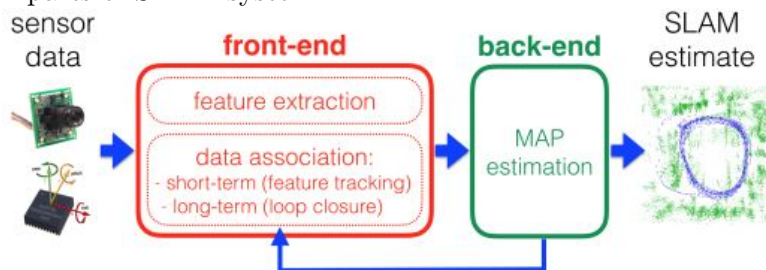 sensor
data
front-end
feature extraction
data association:
- short-term (feature tracking)
- long-term (loop closure)
back-end
MAP
estimation
SLAM
estimate